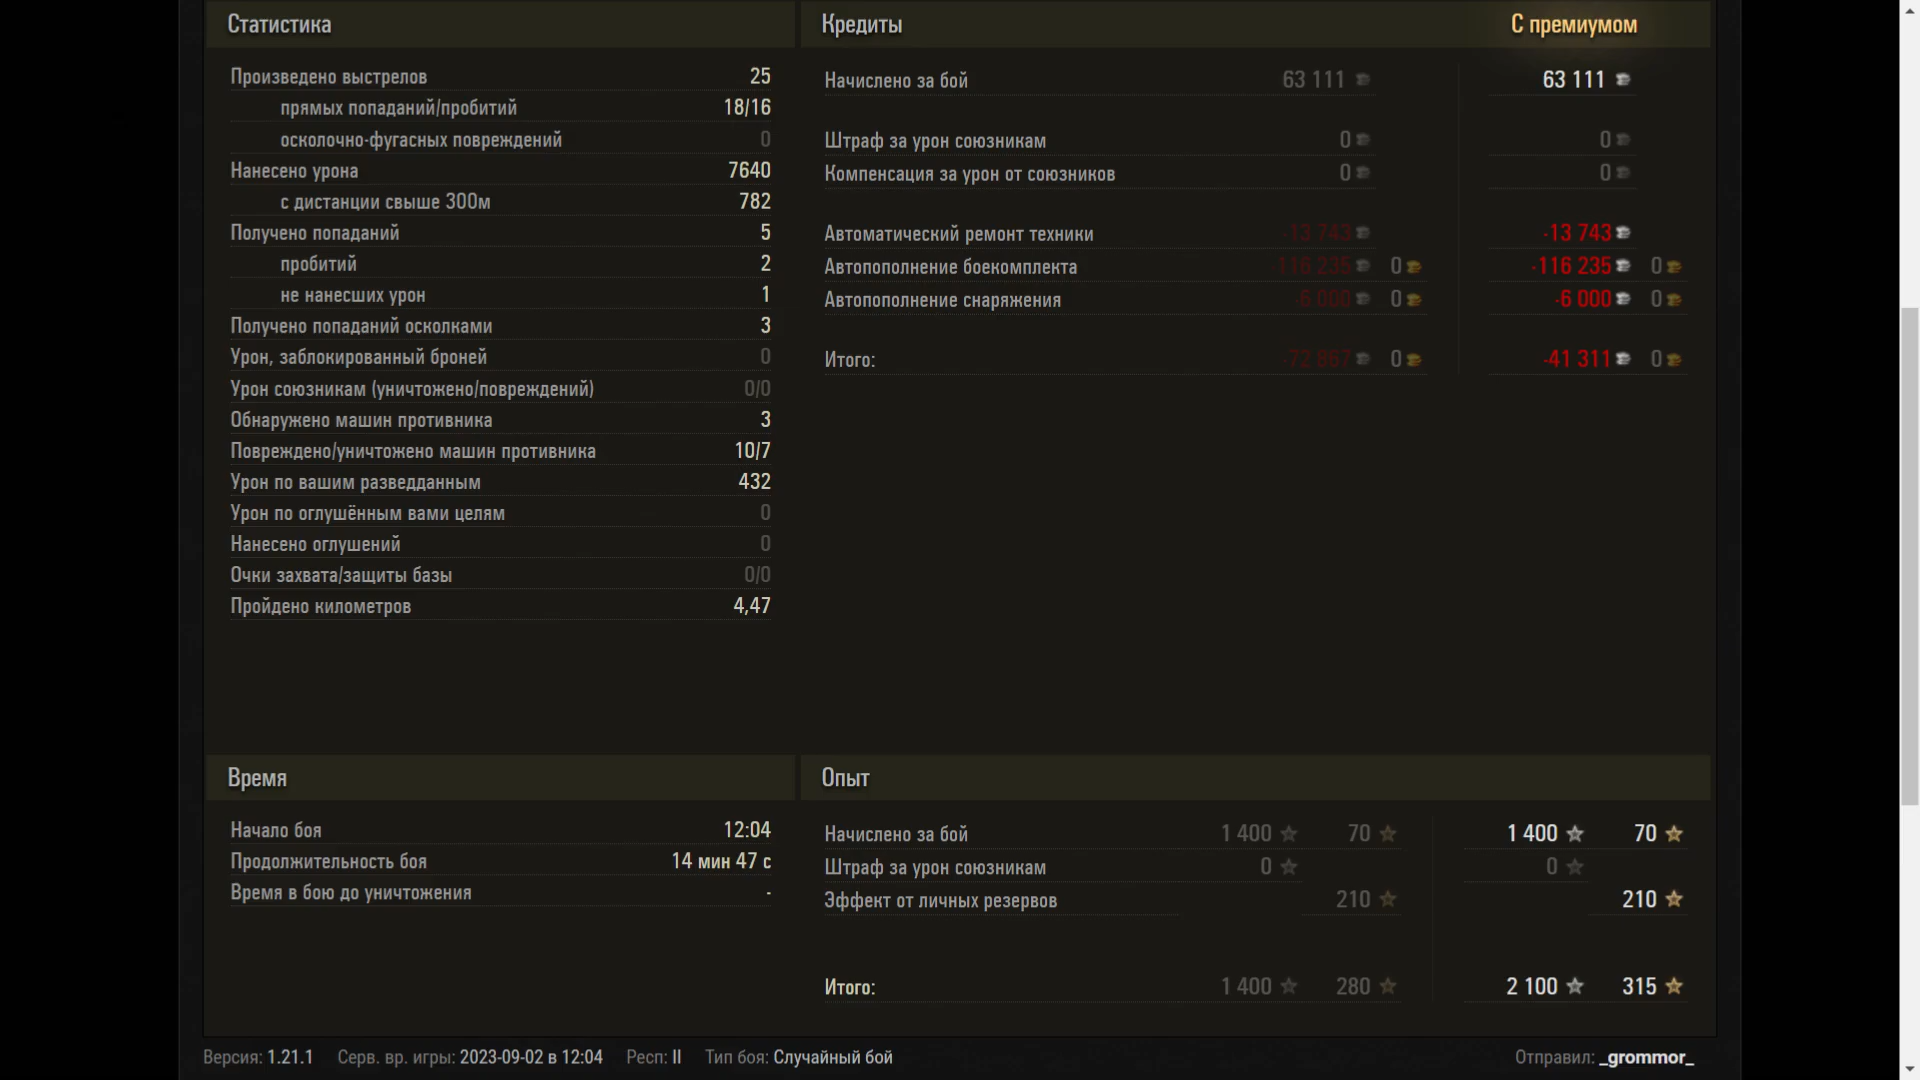 Статистика
Произведено выстрелов 25
прямых попаданий/пробитий 18/16
осколочно-фугасных повреждений 0
Нанесено урона 7640
с дистанции свыше 300м 782
Получено попаданий 5
пробитий 2
не нанесших урон 1
Получено попаданий осколками 3
Урон, заблокированный броней 0
Урон союзникам (уничтожено/повреждений) 0/0
Обнаружено машин противника 3
Повреждено/уничтожено машин противника 10/7
Урон по вашим разведданным 432
Урон по оглушённым вами целям 0
Нанесено оглушений 0
Очки захвата/защиты базы 0/0
Пройдено километров 4,47
Кредиты С премиумом
Начислено за бой 63 111 63 111
Штраф за урон союзникам 0 0
Компенсация за урон от союзников 0 0
Автоматический ремонт техники -13 743 -13 743
Автопополнение боекомплекта -116 235 0 -116 235 0
Автопополнение снаряжения -6 000 0 -6 000 0
Итого: -72 867 0 -41 311 0
Время
Начало боя 12:04
Продолжительность боя 14 мин 47 с
Время в бою до уничтожения -
Опыт
Начислено за бой 1 400 70 1 400 70
Штраф за урон союзникам 0 0
Эффект от личных резервов 210 210
Итого: 1 400 280 2 100 315
Версия: 1.21.1 Серв. вр. игры: 2023-09-02 в 12:04 Респ: II Тип боя: Случайный бой Отправил: _grommor_